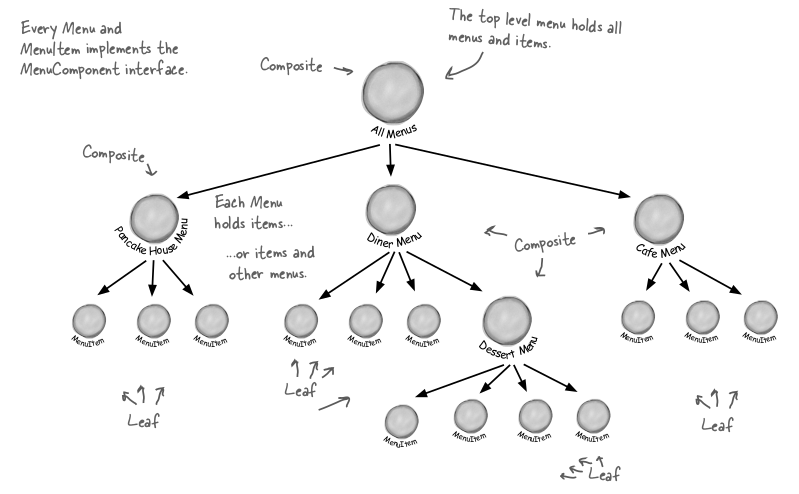 Every Menu and
MenuItem implements the
MenuComponent interface.
The top level menu holds all
menus and items.
Composite
All Menus
Composite
Pancake House Menu
Each Menu
holds items...
...or items and
other menus.
Diner Menu
Composite
Cafe Menu
MenuItem
MenuItem
MenuItem
MenuItem
MenuItem
MenuItem
Dessert Menu
MenuItem
MenuItem
MenuItem
Leaf
Leaf
Leaf
MenuItem
MenuItem
MenuItem
MenuItem
Leaf